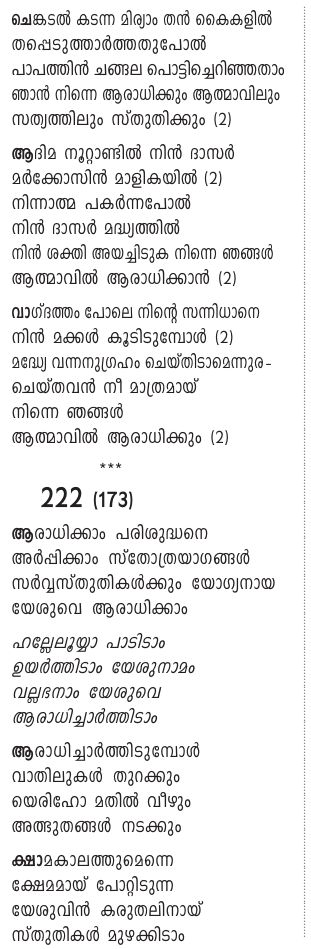 ചെങ്കടൽ കടന്ന മിര്യാം തൻ കൈകളിൽ
തപ്പെടുത്താർത്തതുപോൽ
പാപത്തിൻ ചങ്ങല പൊട്ടിച്ചെറിഞ്ഞതാം
ഞാൻ നിന്നെ ആരാധിക്കും ആത്മാവിലും
സത്യത്തിലും സ്തുതിക്കും (2)
ആദിമ നൂറ്റാണ്ടിൽ നിൻ ദാസർ
മർക്കോസിൻ മാളികയിൽ (2)
നിന്നാത്മ പകർന്നപോൽ
നിൻ ദാസർ മദ്ധ്യത്തിൽ
നിൻ ശക്തി അയച്ചിടുക നിന്നെ ഞങ്ങൾ
ആത്മാവിൽ ആരാധിക്കാൻ (2)
വാഗ്ദത്തം പോലെ നിന്റെ സന്നിധാനെ
നിൻ മക്കൾ കൂടിടുമ്പോൾ (2)
മദ്ധ്യേ വന്നനുഗ്രഹം ചെയ്തിടാമെന്നുര-
ചെയ്തവൻ നീ മാത്രമായ്
നിന്നെ ഞങ്ങൾ
ആത്മാവിൽ ആരാധിക്കും (2)
***
222 (173)
ആരാധിക്കാം പരിശുദ്ധനെ
അർപ്പിക്കാം സ്തോത്രയാഗങ്ങൾ
സർവ്വസ്തുതികൾക്കും യോഗ്യനായ
യേശുവെ ആരാധിക്കാം
ഹല്ലേലൂയ്യാ പാടിടാം
ഉയർത്തിടാം യേശുനാമം
വല്ലഭനാം യേശുവെ
ആരാധിച്ചാർത്തിടാം
ആരാധിച്ചാർത്തിടുമ്പോൾ
വാതിലുകൾ തുറക്കും
യെരിഹോ മതിൽ വീഴും
അത്ഭുതങ്ങൾ നടക്കും
ക്ഷാമകാലത്തുമെന്നെ
ക്ഷേമമായ് പോറ്റിടുന്ന
യേശുവിൻ കരുതലിനായ്
സ്തുതികൾ മുഴക്കിടാം